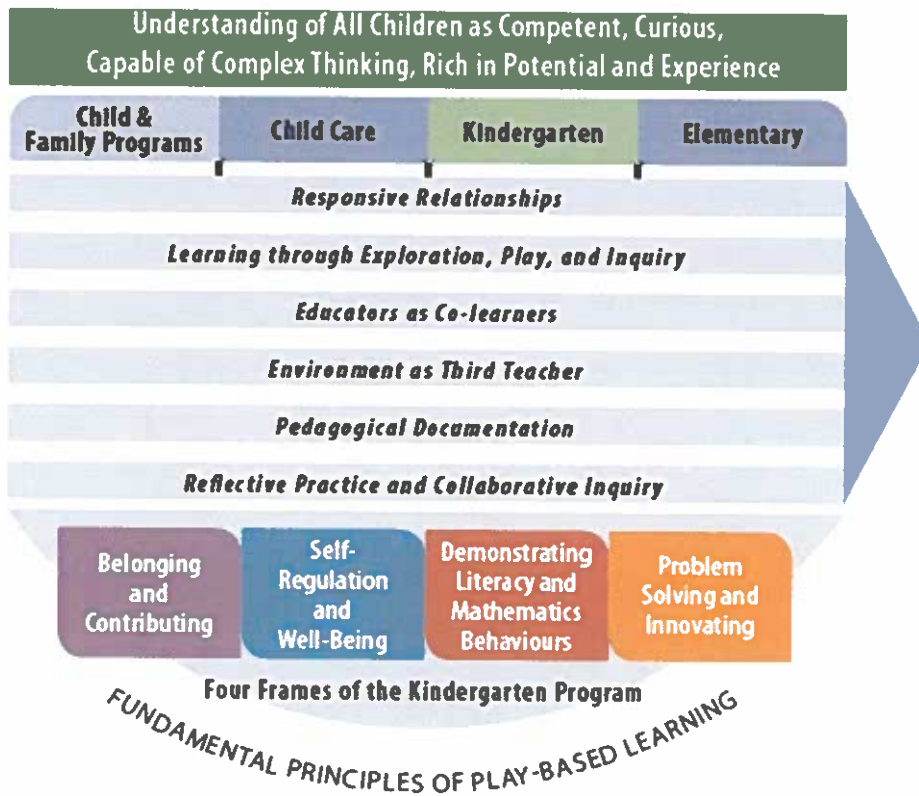 Understanding of All Children as Competent, Curious,
Capable of Complex Thinking, Rich in Potential and Experience
Child &
Family Programs
Child Care
Kindergarten
Elementary
Responsive Relationships
Learning through Exploration, Play, and Inquiry
Educators as Co-learners
Environment as Third Teacher
Pedagogical Documentation
Reflective Practice and Collaborative Inquiry
Belonging
and
Contributing
Self-
Regulation
and
Well-Being
Demonstrating
Literacy and
Mathematics
Behaviours
Problem
Solving and
Innovating
Four Frames of the Kindergarten Program
FUNDAMENTAL PRINCIPLES OF PLAY-BASED LEARNING